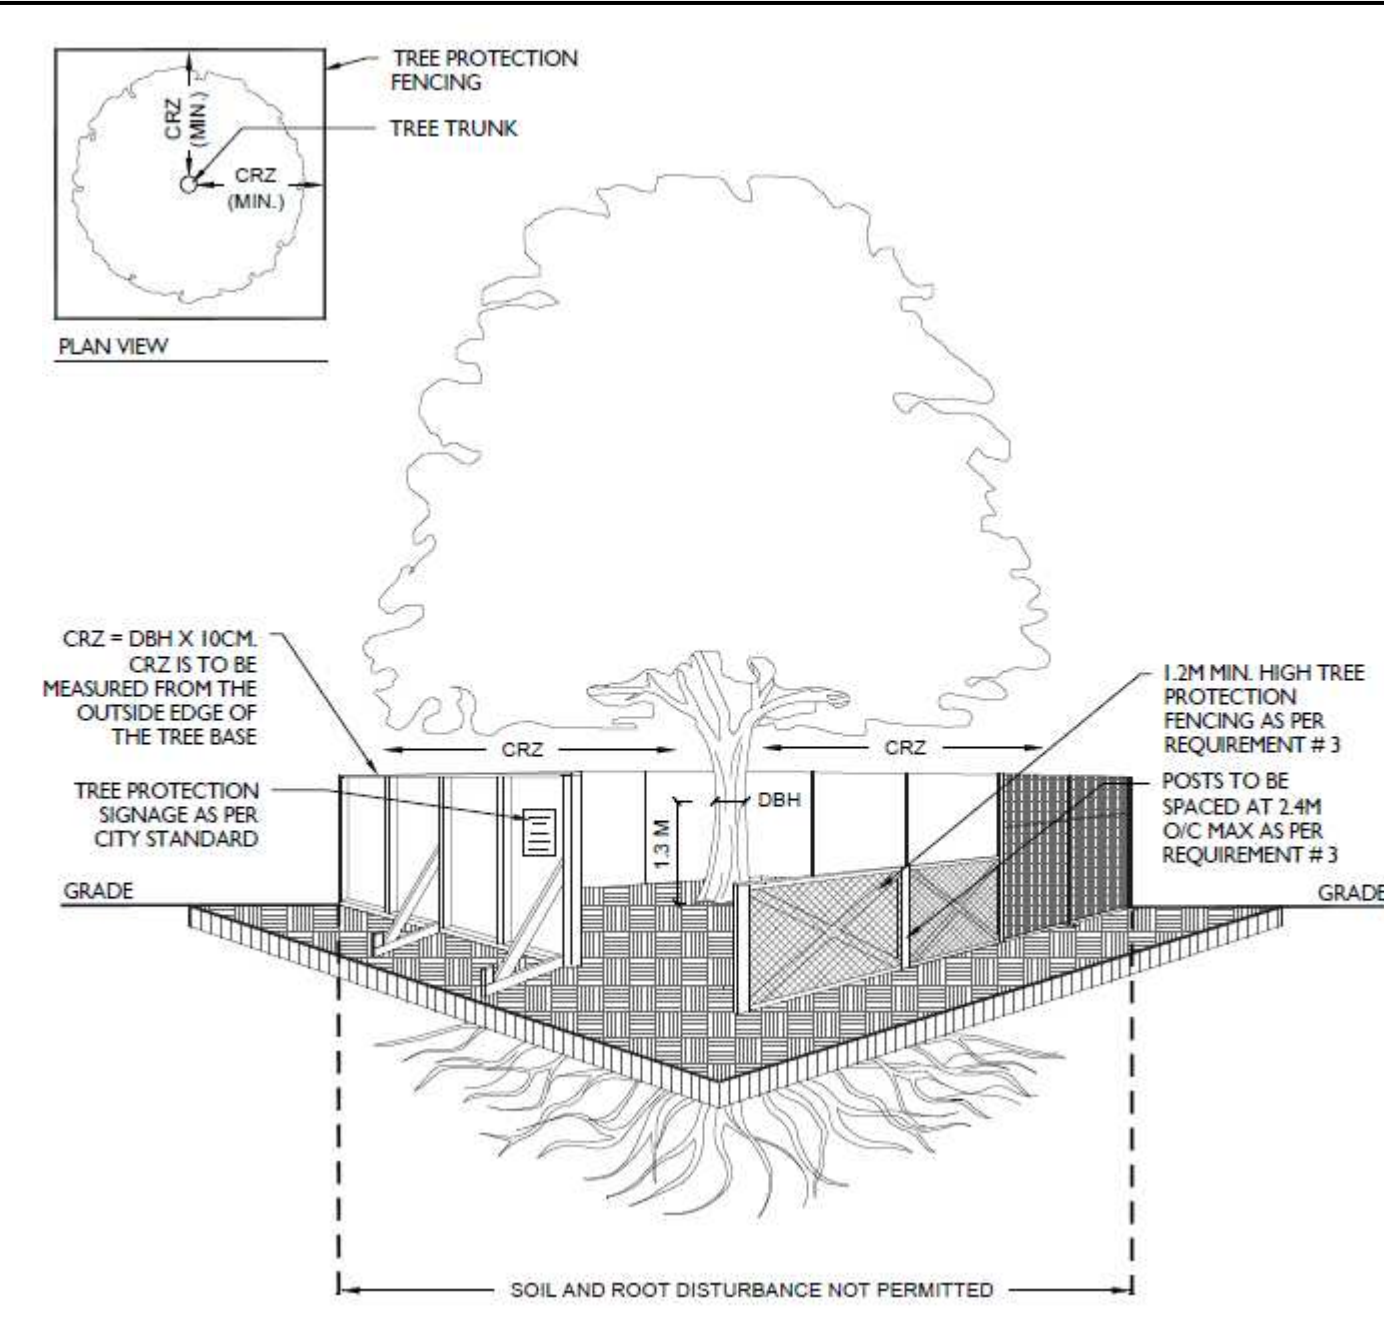 TREE PROTECTION
FENCING
TREE TRUNK
CRZ
(MIN.)
CRZ
(MIN.)
PLAN VIEW
CRZ = DBH X 10CM.
CRZ IS TO BE
MEASURED FROM THE
OUTSIDE EDGE OF
THE TREE BASE
TREE PROTECTION
SIGNAGE AS PER
CITY STANDARD
GRADE
CRZ
CRZ
DBH
1.3 M
1.2M MIN. HIGH TREE
PROTECTION
FENCING AS PER
REQUIREMENT # 3
POSTS TO BE
SPACED AT 2.4M
O/C MAX AS PER
REQUIREMENT # 3
GRADE
SOIL AND ROOT DISTURBANCE NOT PERMITTED